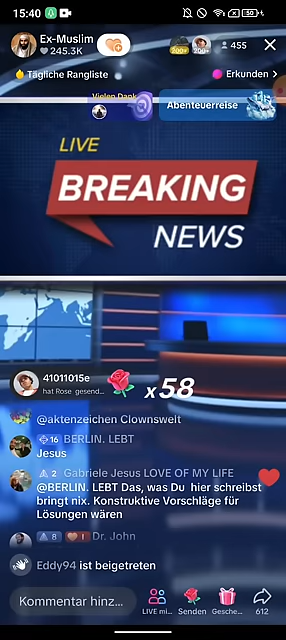 15:40
50
Ex-Muslim
245.3K
200+
200+
455
Tägliche Rangliste
Erkunden >
Vielen Dank
Abenteuerreise
LIVE
BREAKING
NEWS
41011015e
hat Rose gesend...
x58
@aktenzeichen Clownswelt
16 BERLIN. LEBT
Jesus
2 Gabriele Jesus LOVE OF MY LIFE
@BERLIN. LEBT Das, was Du hier schreibst
bringt nix. Konstruktive Vorschläge für
Lösungen wären
8 Dr. John
Eddy94 ist beigetreten
Kommentar hinz...
LIVE mi...
Senden
Gesche...
612